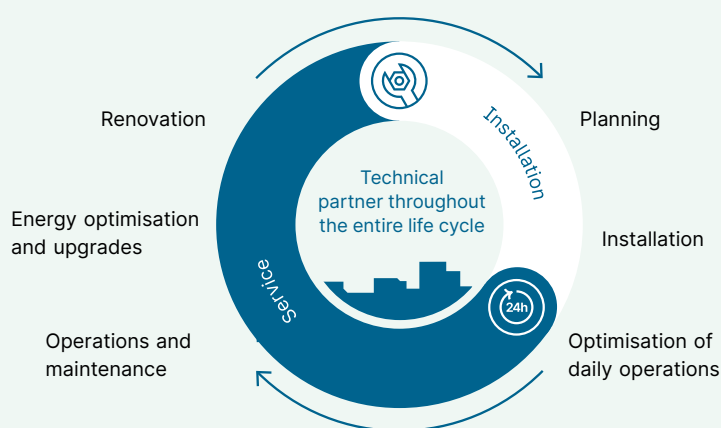 Renovation
Planning
Installation
Technical
partner throughout
the entire life cycle
Energy optimisation
and upgrades
Installation
Service
24h
Operations and
maintenance
Optimisation of
daily operations